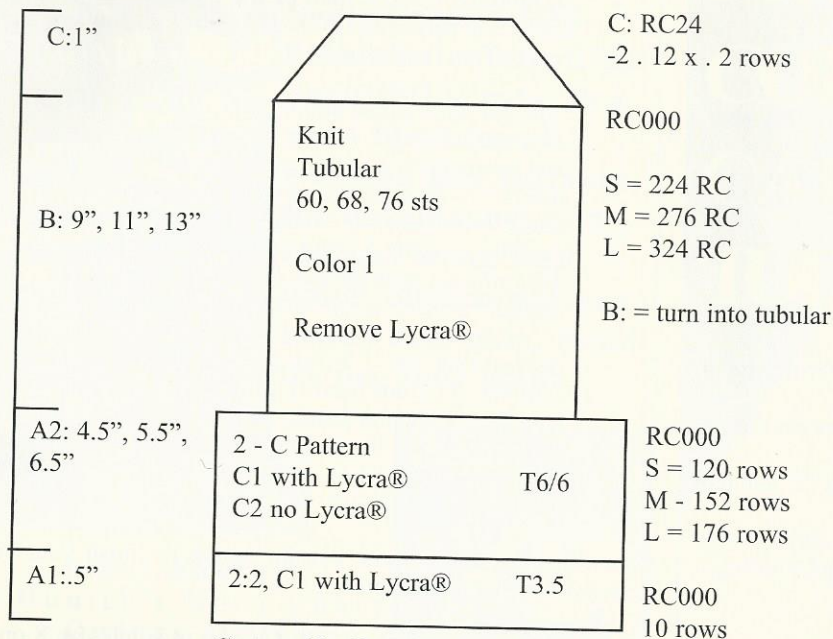 C:1”
C: RC24
-2 . 12 x . 2 rows
B: 9”, 11”, 13”
Knit
Tubular
60, 68, 76 sts
Color 1
Remove Lycra®
RC000
S = 224 RC
M = 276 RC
L = 324 RC
B: = turn into tubular
A2: 4.5”, 5.5”,
6.5”
2 - C Pattern
C1 with Lycra® T6/6
C2 no Lycra®
RC000
S = 120 rows
M - 152 rows
L = 176 rows
A1:.5”
2:2, C1 with Lycra® T3.5
RC000
10 rows